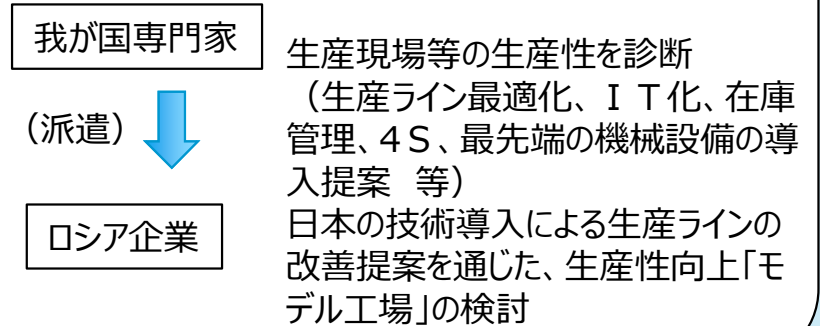 我が国専門家
(派遣)
ロシア企業
生産現場等の生産性を診断
(生産ライン最適化、IT化、在庫
管理、4S、最先端の機械設備の導
入提案 等)
日本の技術導入による生産ラインの
改善提案を通じた、生産性向上「モ
デル工場」の検討